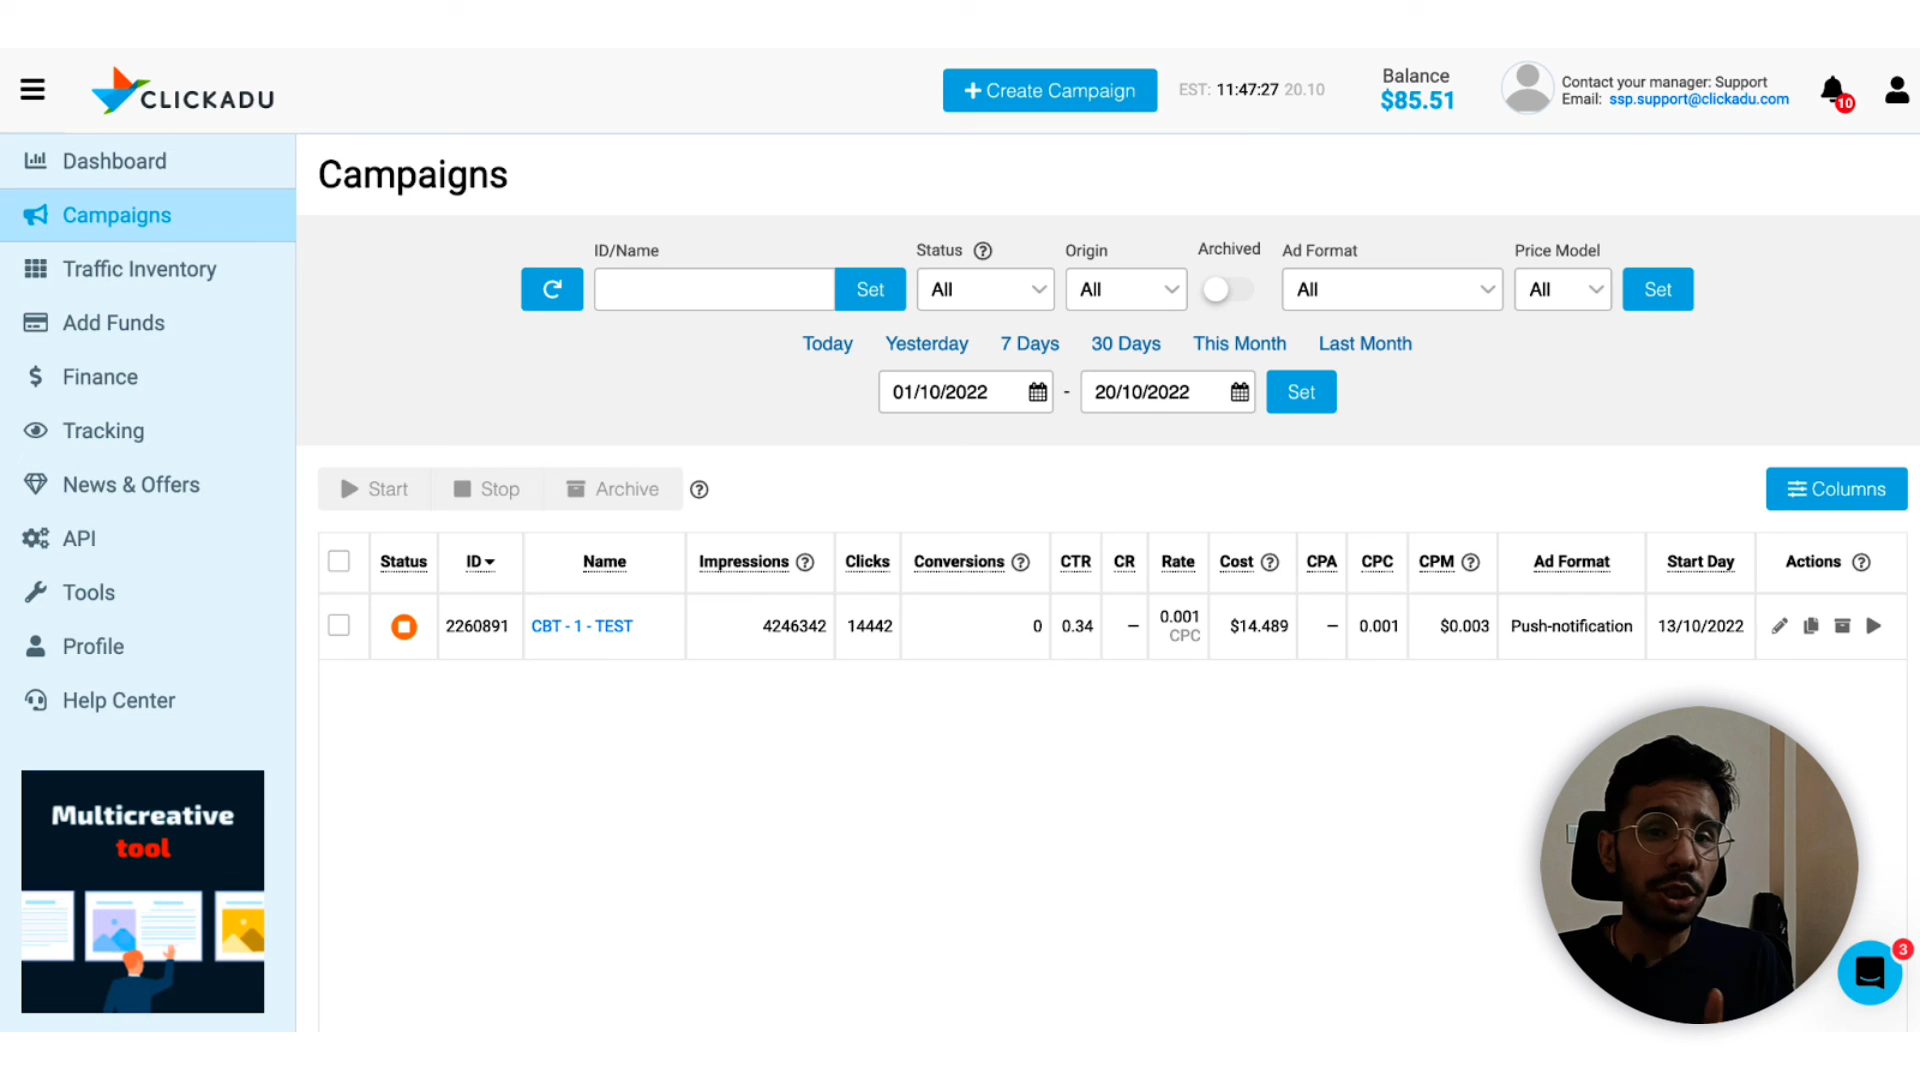 CLICKADU
Create Campaign
EST: 11:47:27 20.10
Balance
$85.51
Contact your manager: Support
Email: ssp.support@clickadu.com
10
Dashboard
Campaigns
Traffic Inventory
Add Funds
Finance
Tracking
News & Offers
API
Tools
Profile
Help Center
Multicreative
tool
Campaigns
ID/Name
Status
Origin
Archived
Ad Format
Price Model
Set
All
All
All
All
Set
Today Yesterday 7 Days 30 Days This Month Last Month
01/10/2022 - 20/10/2022 Set
Start Stop Archive
Columns
Status ID Name Impressions Clicks Conversions CTR CR Rate Cost CPA CPC CPM Ad Format Start Day Actions
2260891 CBT - 1 - TEST 4246342 14442 0 0.34 – 0.001 CPC $14.489 – 0.001 $0.003 Push-notification 13/10/2022
3